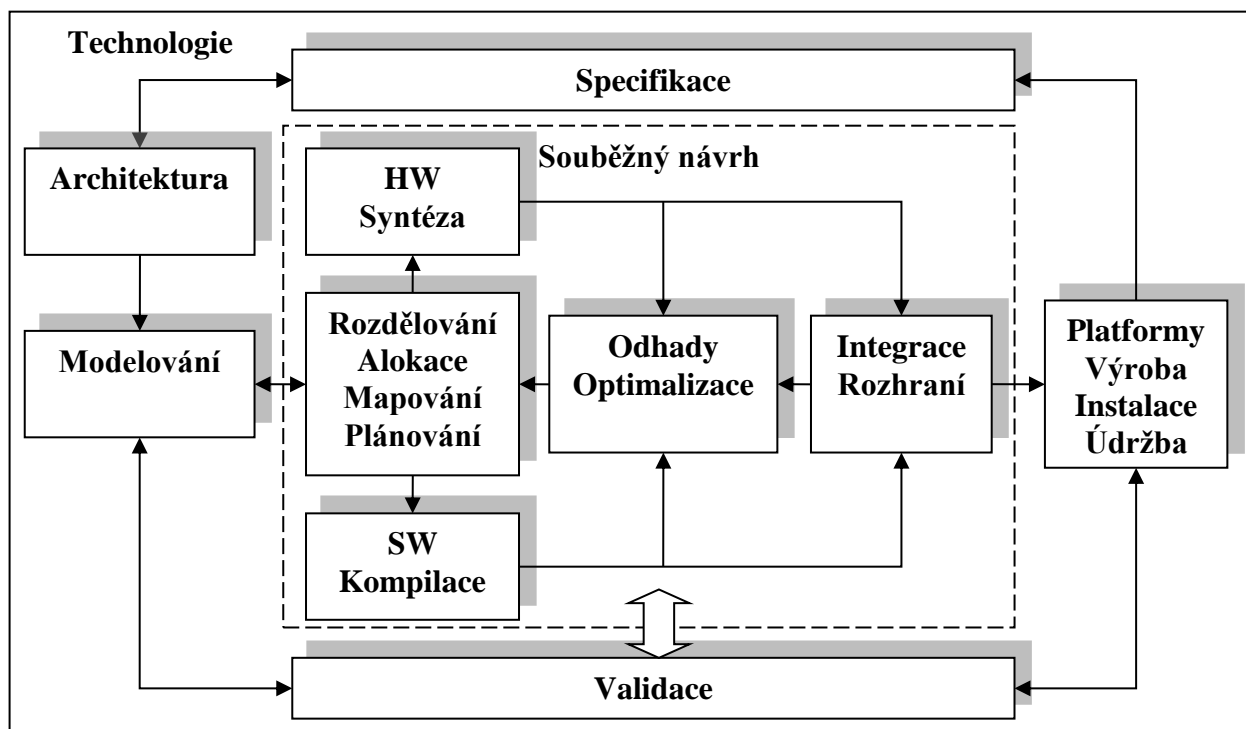 Technologie
Specifikace
Architektura
Souběžný návrh
HW
Syntéza
Modelování
Rozdělování
Alokace
Mapování
Plánování
Odhady
Optimalizace
Integrace
Rozhraní
Platformy
Výroba
Instalace
Údržba
SW
Kompilace
Validace